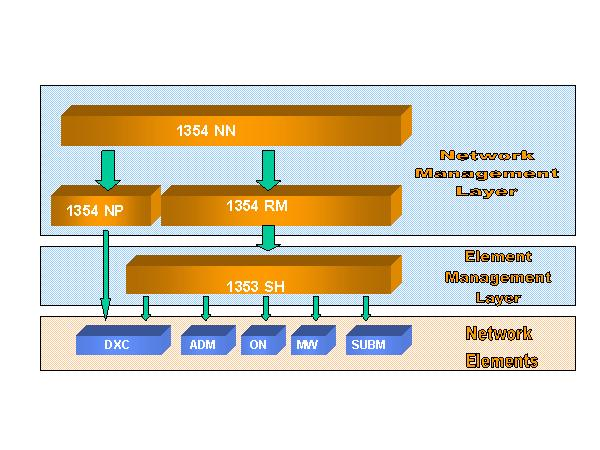 1354 NN
Network
Management
Layer
1354 NP
1354 RM
Element
Management
Layer
1353 SH
Network
Elements
DXC
ADM
ON
MW
SUBM